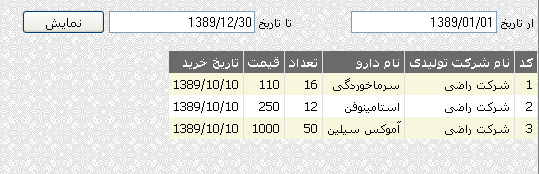 از تاریخ 1389/01/01 تا تاریخ 1389/12/30 نمایش
کد نام شرکت تولیدی نام دارو تعداد قیمت تاریخ خرید
1 شرکت راضی سرماخوردگی 16 110 1389/10/10
2 شرکت راضی استامینوفن 12 250 1389/10/10
3 شرکت راضی آموکس سیلین 50 1000 1389/10/10